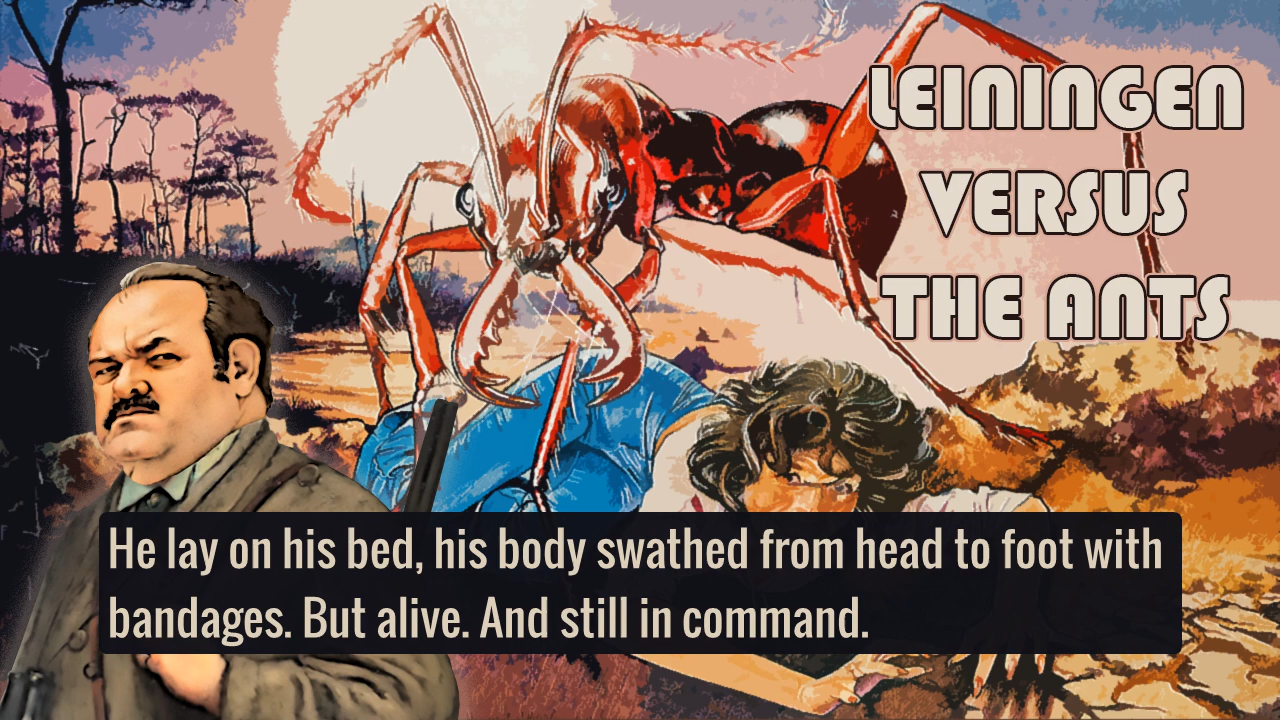 LEININGEN
VERSUS
THE ANTS
He lay on his bed, his body swathed from head to foot with
bandages. But alive. And still in command.